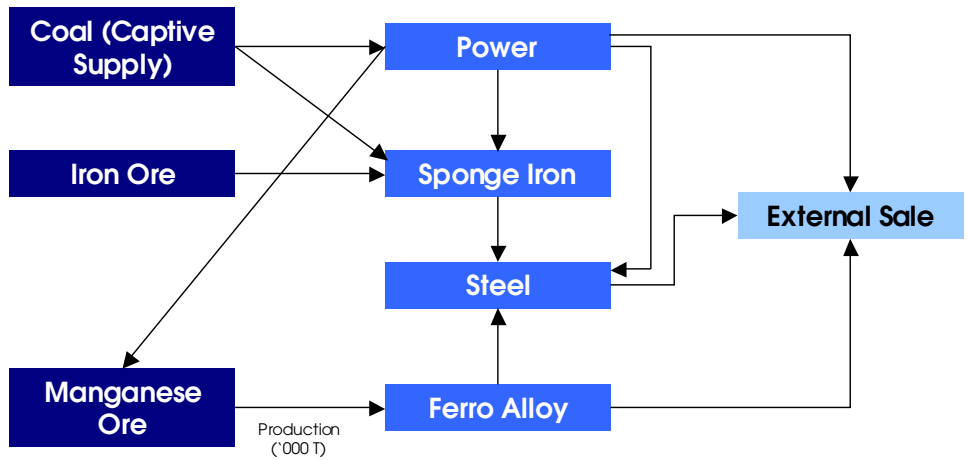 Coal (Captive
Supply)
Power
Iron Ore
Sponge Iron
External Sale
Steel
Manganese
Ore
Ferro Alloy
Production
(‘000 T)